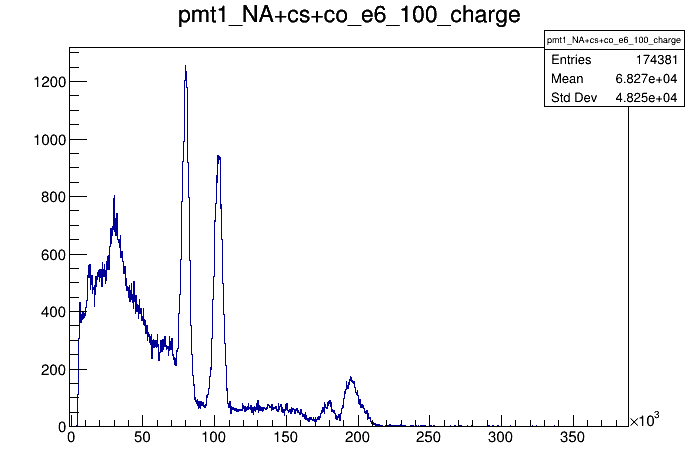 pmt1_NA+cs+co_e6_100_charge
pmt1_NA+cs+co_e6_100_charge
Entries 174381
Mean 6.827e+04
Std Dev 4.825e+04
1200
1000
800
600
400
200
0
0 50 100 150 200 250 300 350
×10³